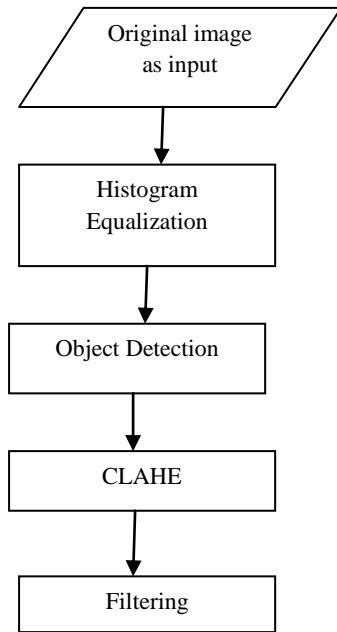 Original image
as input
Histogram
Equalization
Object Detection
CLAHE
Filtering